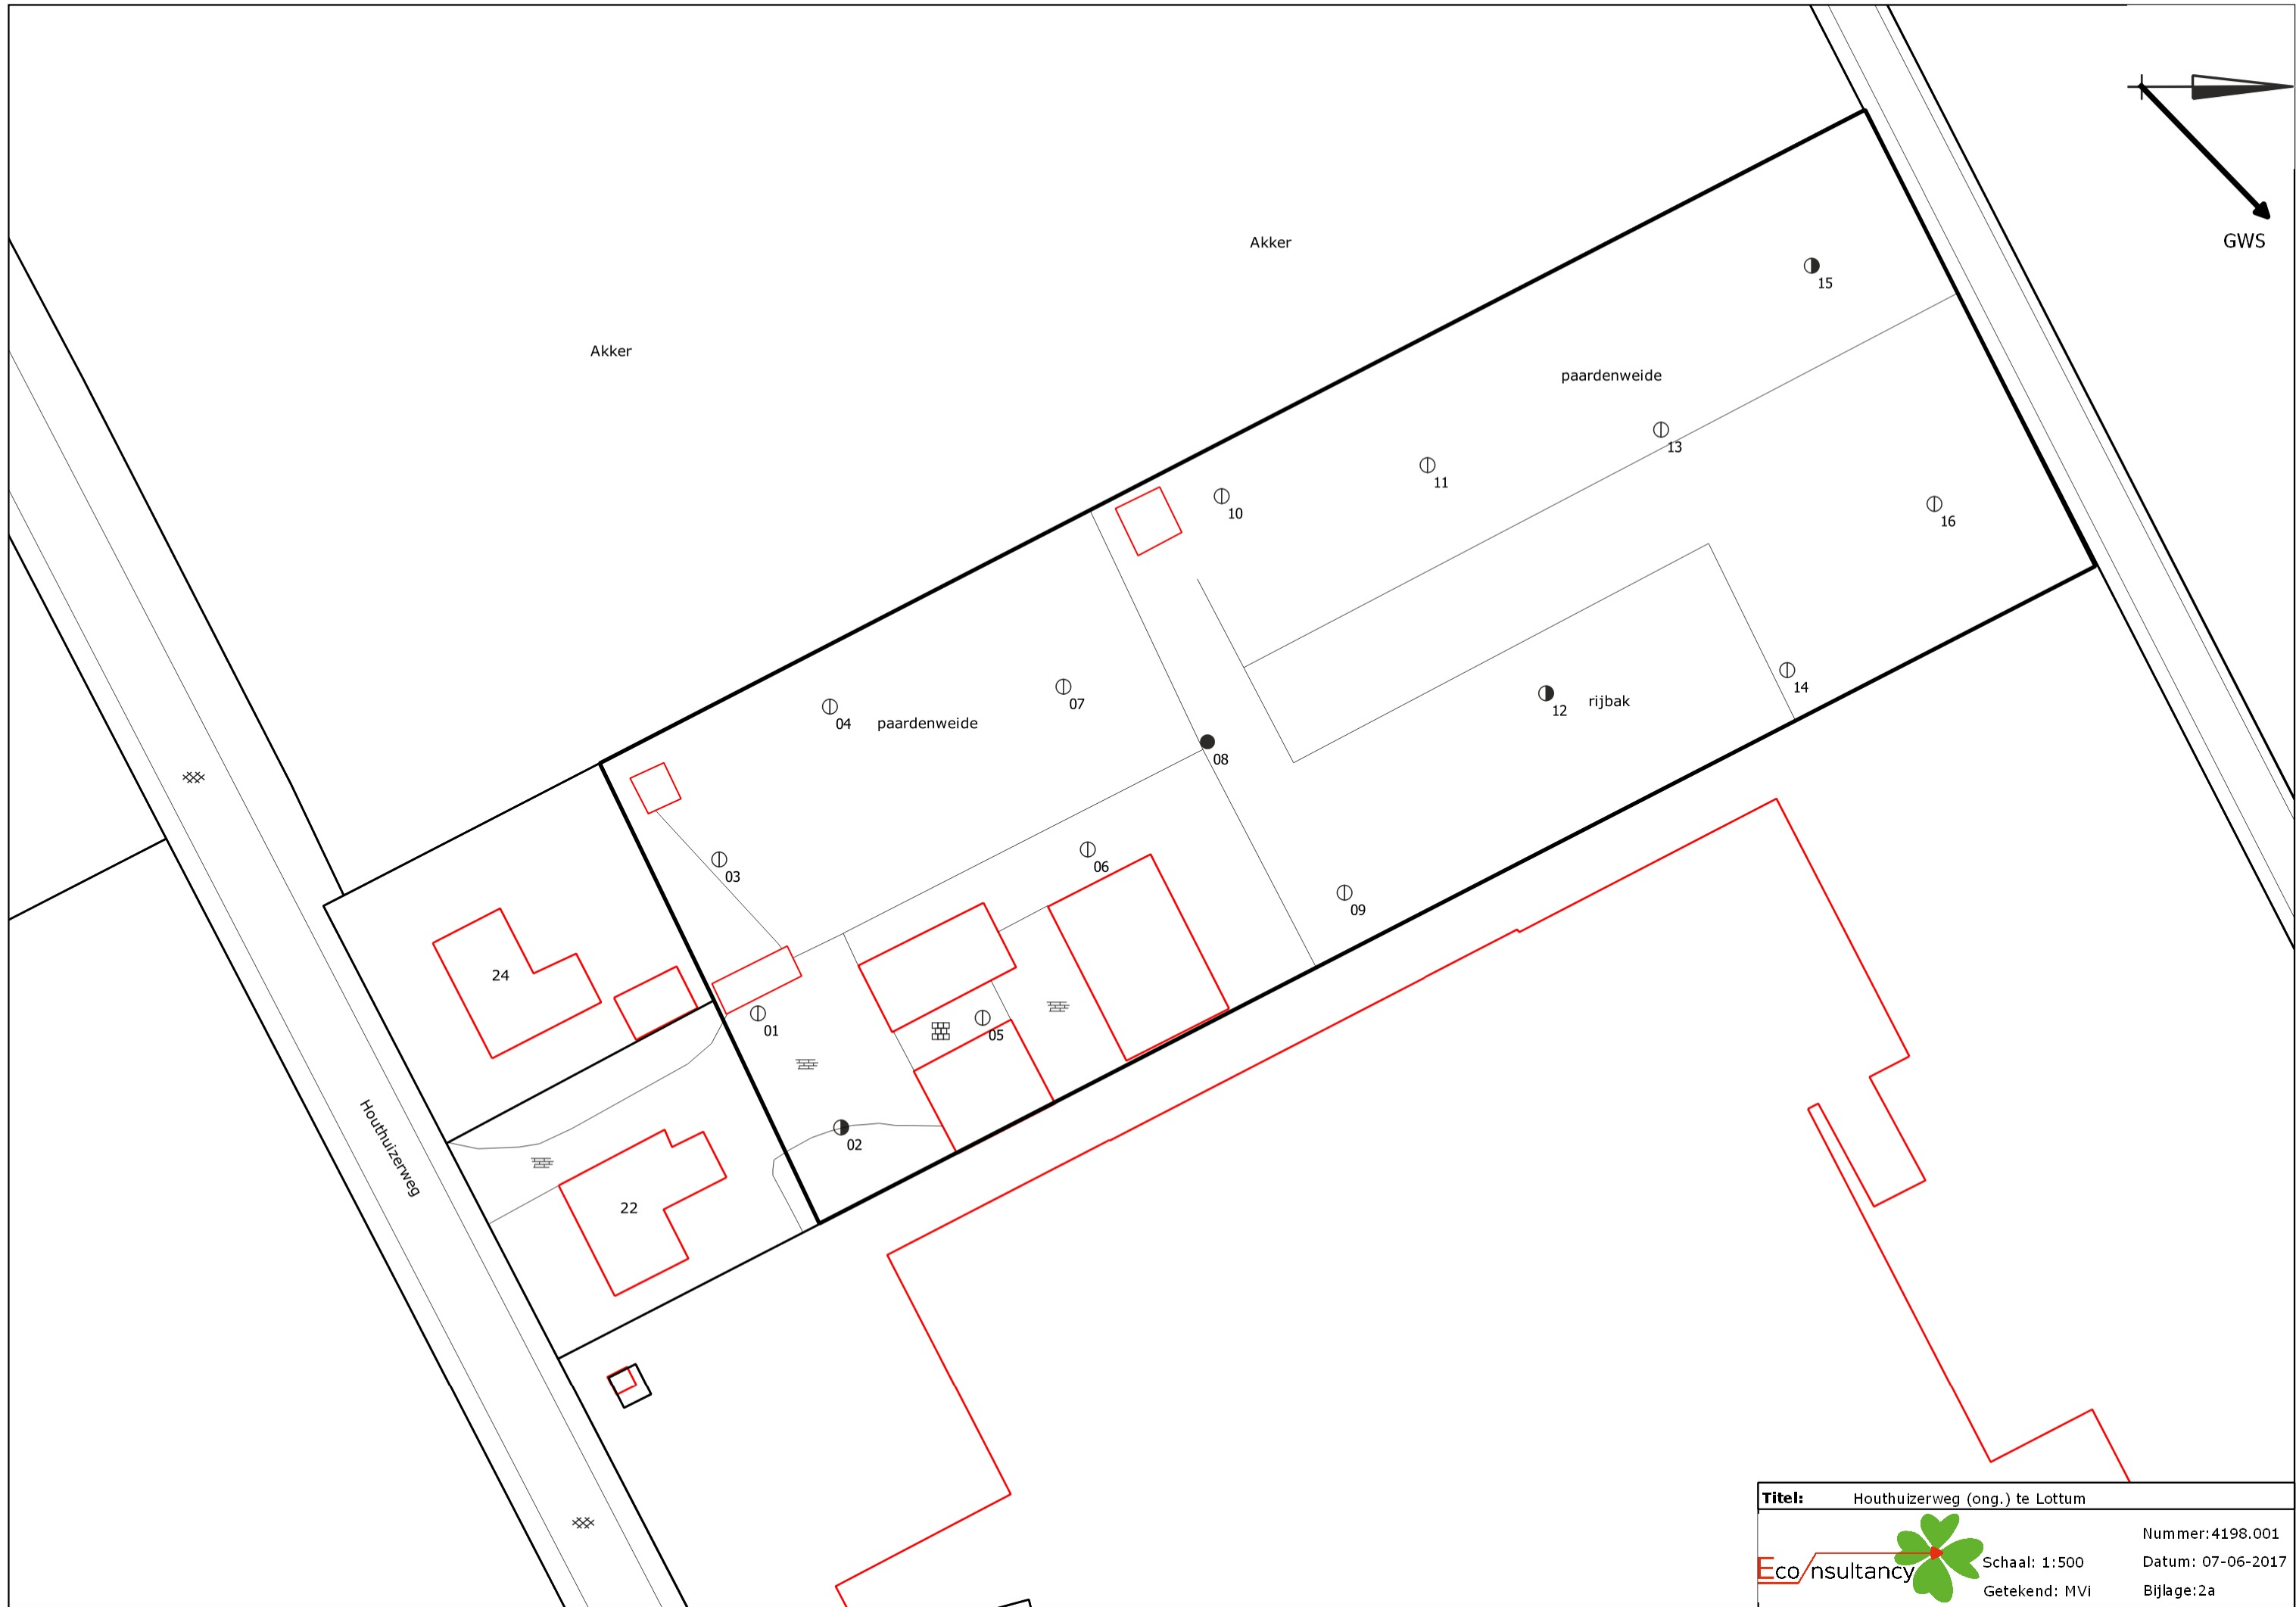 GWS
Akker
Akker
15
paardenweide
13
11
10
16
07
14
04
paardenweide
12
rijbak
08
03
06
09
24
01
05
Houthuizerweg
02
22
Titel: Houthuizerweg (ong.) te Lottum
Econsultancy
Schaal: 1:500
Getekend: MVi
Nummer:4198.001
Datum: 07-06-2017
Bijlage:2a